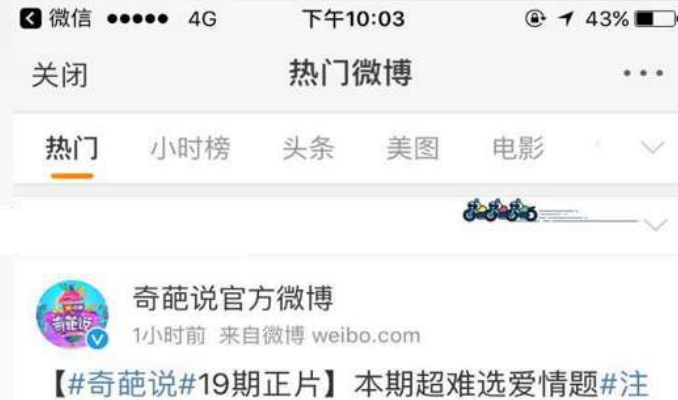 微信 ●●●●● 4G 下午10:03 43%
关闭 热门微博 •••
热门 小时榜 头条 美图 电影
奇葩说官方微博
奇葩说
1小时前 来自微博 weibo.com
【#奇葩说#19期正片】本期超难选爱情题#注